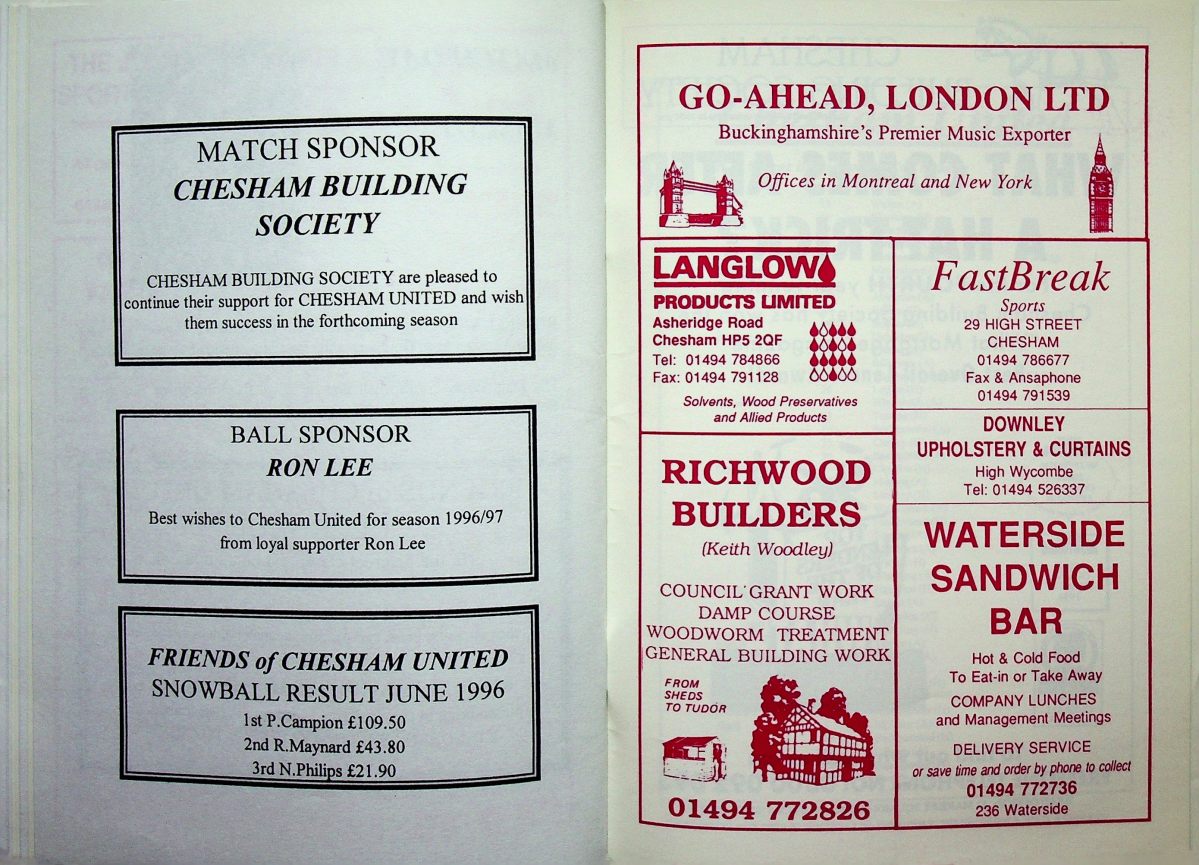 MATCH SPONSOR
CHESHAM BUILDING
SOCIETY
CHESHAM BUILDING SOCIETY are pleased to
continue their support for CHESHAM UNITED and wish
them success in the forthcoming season
BALL SPONSOR
RON LEE
Best wishes to Chesham United for season 1996/97
from loyal supporter Ron Lee
FRIENDS of CHESHAM UNITED
SNOWBALL RESULT JUNE 1996
1st P.Campion £109.50
2nd R.Maynard £43.80
3rd N.Philips £21.90
GO-AHEAD, LONDON LTD
Buckinghamshire's Premier Music Exporter
Offices in Montreal and New York
LANGLOW
PRODUCTS LIMITED
Asheridge Road
Chesham HP5 2QF
Tel: 01494 784866
Fax: 01494 791128
Solvents, Wood Preservatives
and Allied Products
FastBreak
Sports
29 HIGH STREET
CHESHAM
01494 786677
Fax & Ansaphone
01494 791539
DOWNLEY
UPHOLSTERY & CURTAINS
High Wycombe
Tel: 01494 526337
RICHWOOD
BUILDERS
(Keith Woodley)
COUNCIL GRANT WORK
DAMP COURSE
WOODWORM TREATMENT
GENERAL BUILDING WORK
FROM
SHEDS
TO TUDOR
01494 772826
WATERSIDE
SANDWICH
BAR
Hot & Cold Food
To Eat-in or Take Away
COMPANY LUNCHES
and Management Meetings
DELIVERY SERVICE
or save time and order by phone to collect
01494 772736
236 Waterside